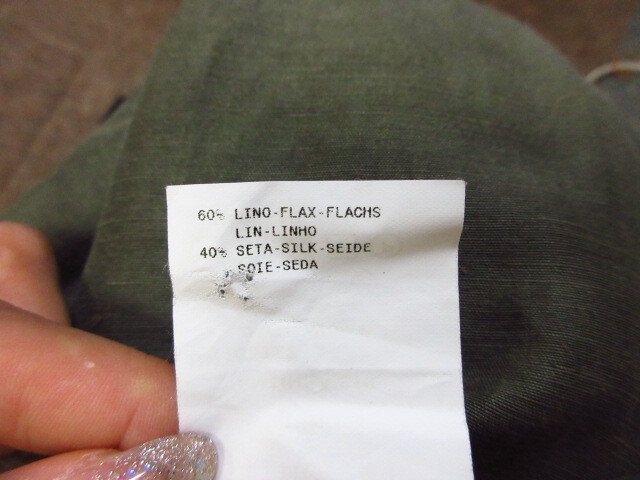 60% LINO-FLAX-FLACHS
LIN-LINHO
40% SETA-SILK-SEIDE
SOIE-SEDA